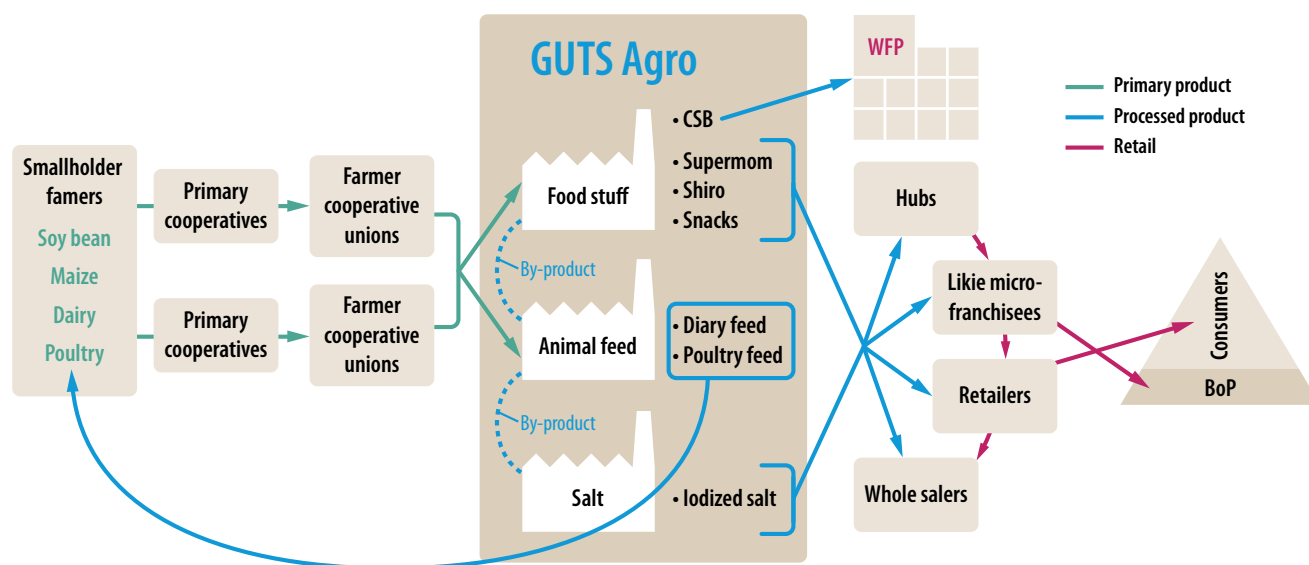 GUTS Agro
WFP
Primary product
Processed product
Retail
Smallholder
famers
Soy bean
Maize
Dairy
Poultry
Primary
cooperatives
Farmer
cooperative
unions
Primary
cooperatives
Farmer
cooperative
unions
Food stuff
• CSB
• Supermom
• Shiro
• Snacks
By-product
Animal feed
• Diary feed
• Poultry feed
By-product
Salt
• Iodized salt
Hubs
Likie micro-
franchisees
Retailers
Whole salers
Consumers
BoP